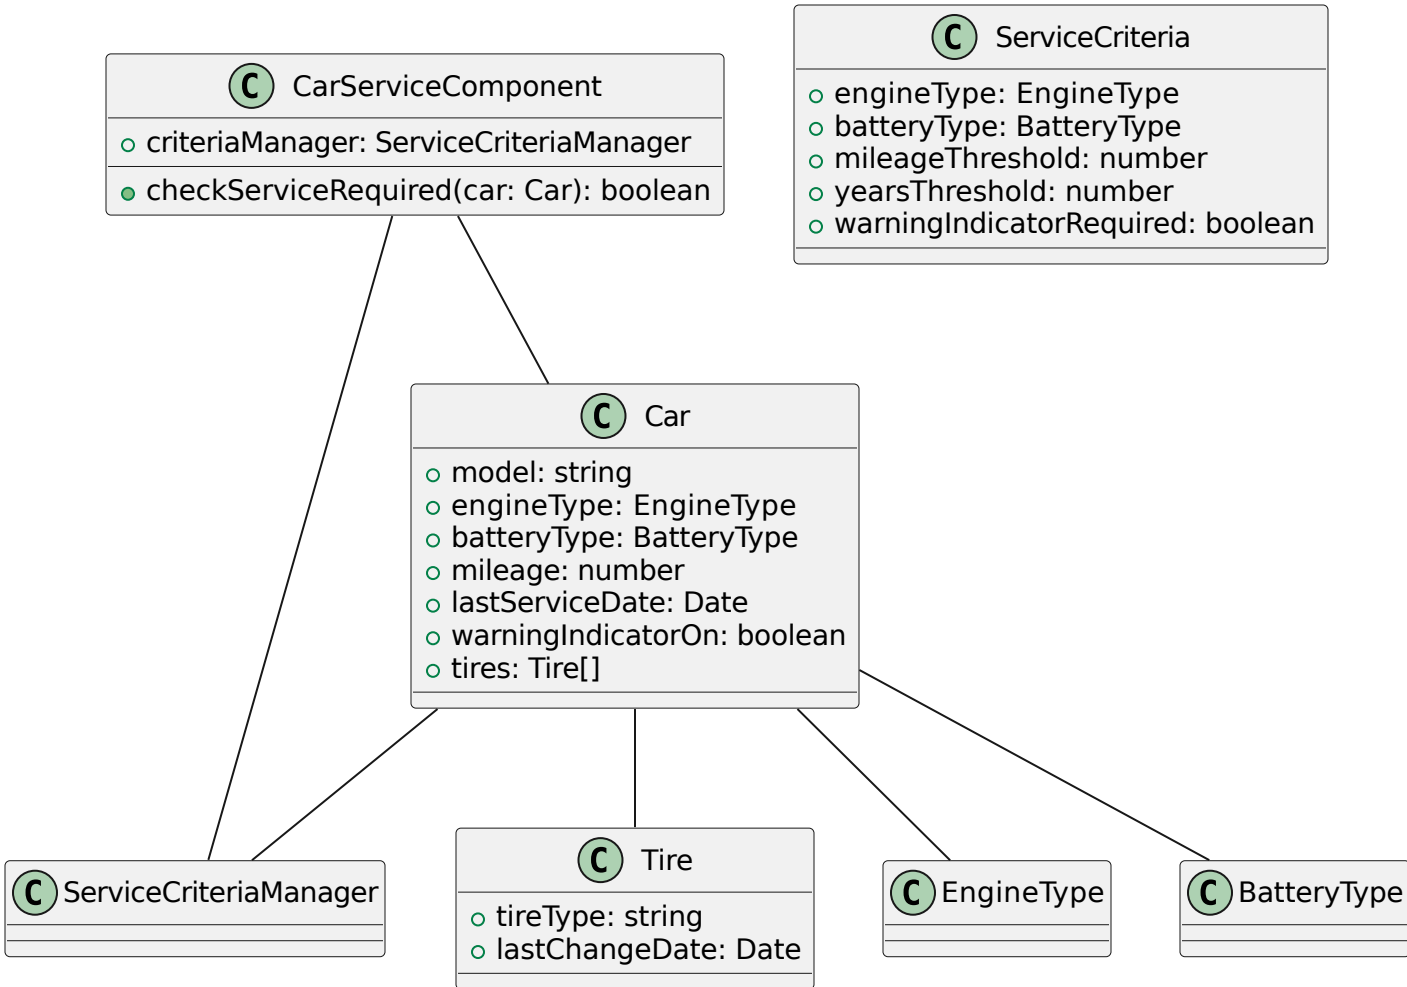 C CarServiceComponent
criteriaManager: ServiceCriteriaManager
checkServiceRequired(car: Car): boolean
C ServiceCriteria
engineType: EngineType
batteryType: BatteryType
mileageThreshold: number
yearsThreshold: number
warningIndicatorRequired: boolean
C Car
model: string
engineType: EngineType
batteryType: BatteryType
mileage: number
lastServiceDate: Date
warningIndicatorOn: boolean
tires: Tire[]
C ServiceCriteriaManager
C Tire
tireType: string
lastChangeDate: Date
C EngineType
C BatteryType